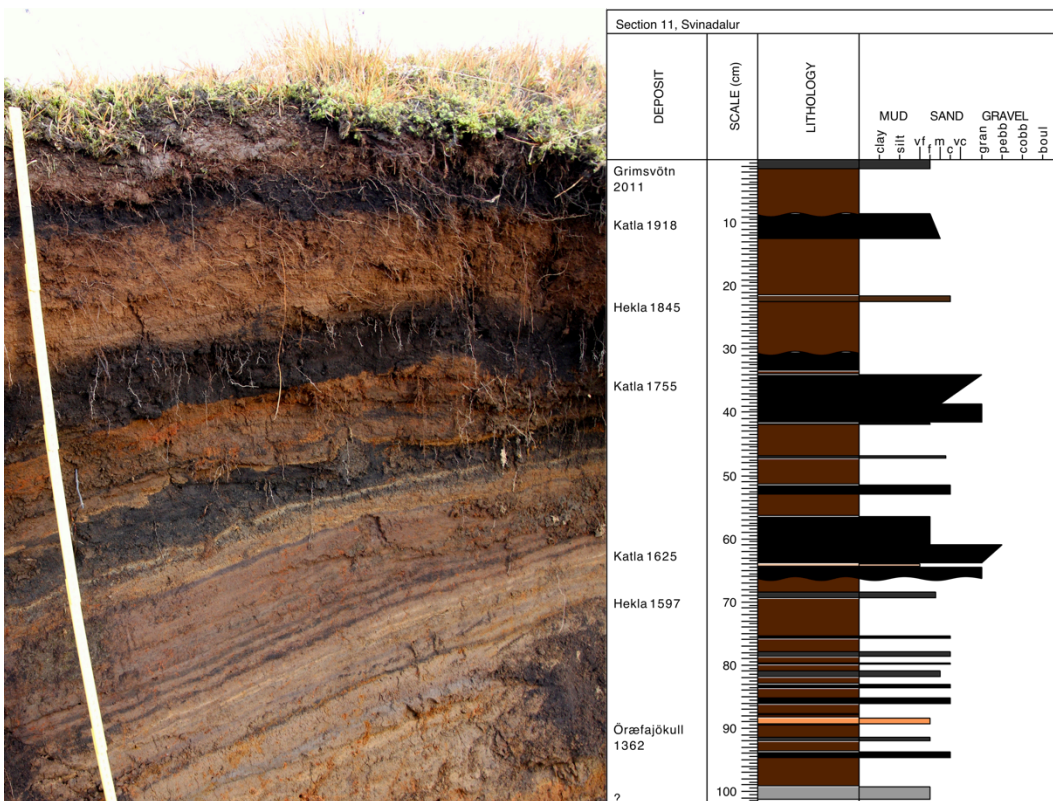 Section 11, Svinadalur
DEPOSIT
SCALE (cm)
LITHOLOGY
MUD SAND GRAVEL
clay
silt
vf
f
m
c
vc
gran
pebb
cobb
boul
Grimsvötn
2011
Katla 1918
10
20
Hekla 1845
30
Katla 1755
40
50
60
Katla 1625
Hekla 1597
70
80
Öræfajökull
1362
90
?
100